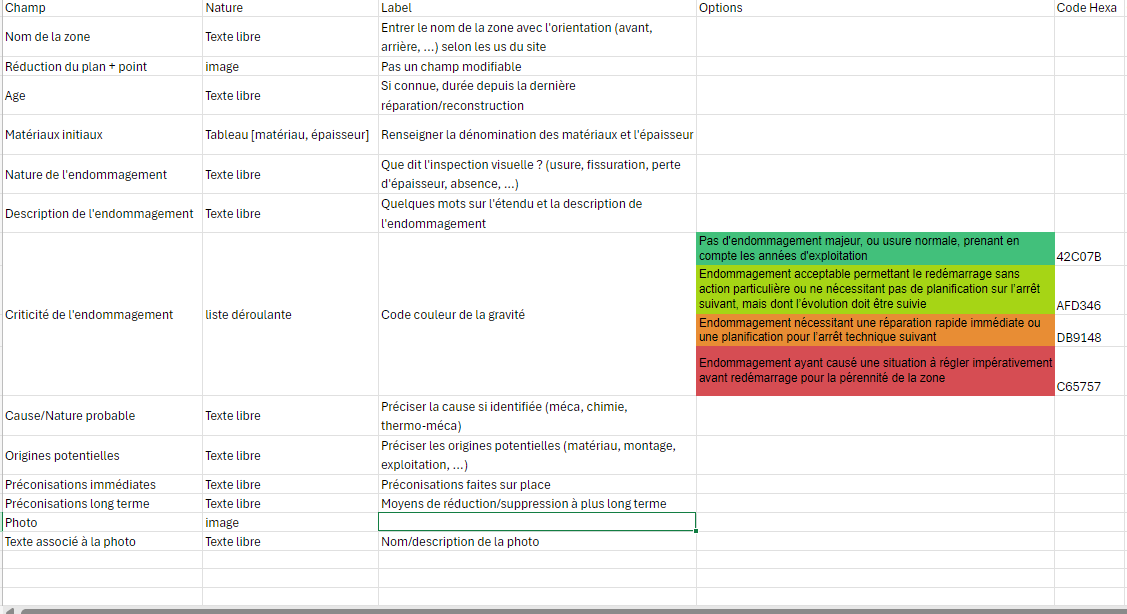 Champ Nature Label Options Code Hexa
Nom de la zone Texte libre Entrer le nom de la zone avec l'orientation (avant,
arrière, ...) selon les us du site
Réduction du plan + point image Pas un champ modifiable
Age Texte libre Si connue, durée depuis la dernière
réparation/reconstruction
Matériaux initiaux Tableau [matériau, épaisseur] Renseigner la dénomination des matériaux et l'épaisseur
Nature de l'endommagement Texte libre Que dit l'inspection visuelle ? (usure, fissuration, perte
d'épaisseur, absence, ...)
Description de l'endommagement Texte libre Quelques mots sur l'étendu et la description de
l'endommagement
Criticité de l'endommagement liste déroulante Code couleur de la gravité
Pas d'endommagement majeur, ou usure normale, prenant en
compte les années d'exploitation 42C07B
Endommagement acceptable permettant le redémarrage sans
action particulière ou ne nécessitant pas de planification sur l'arrêt
suivant, mais dont l'évolution doit être suivie AFD346
Endommagement nécessitant une réparation rapide immédiate ou
une planification pour l'arrêt technique suivant DB9148
Endommagement ayant causé une situation à règler impérativement
avant redémarrage pour la pérennité de la zone C65757
Cause/Nature probable Texte libre Préciser la cause si identifiée (méca, chimie,
thermo-méca)
Origines potentielles Texte libre Préciser les origines potentielles (matériau, montage,
exploitation, ...)
Préconisations immédiates Texte libre Préconisations faites sur place
Préconisations long terme Texte libre Moyens de réduction/suppression à plus long terme
Photo image
Texte associé à la photo Texte libre Nom/description de la photo